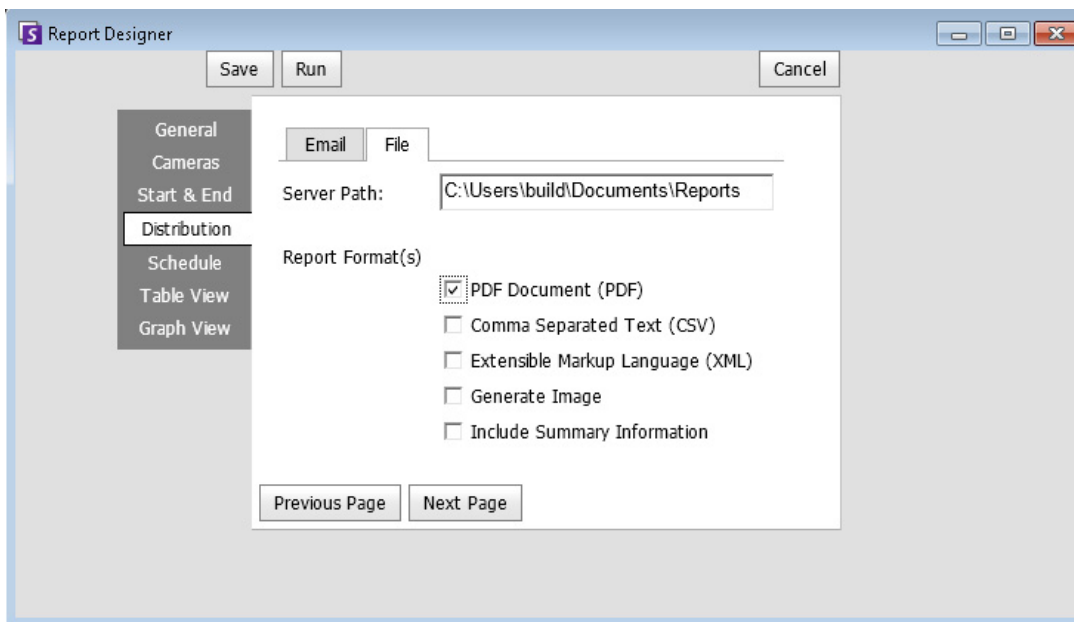 Report Designer
Save Run Cancel
General
Cameras
Start & End
Distribution
Schedule
Table View
Graph View
Email File
Server Path: C:\Users\build\Documents\Reports
Report Format(s)
PDF Document (PDF)
Comma Separated Text (CSV)
Extensible Markup Language (XML)
Generate Image
Include Summary Information
Previous Page Next Page